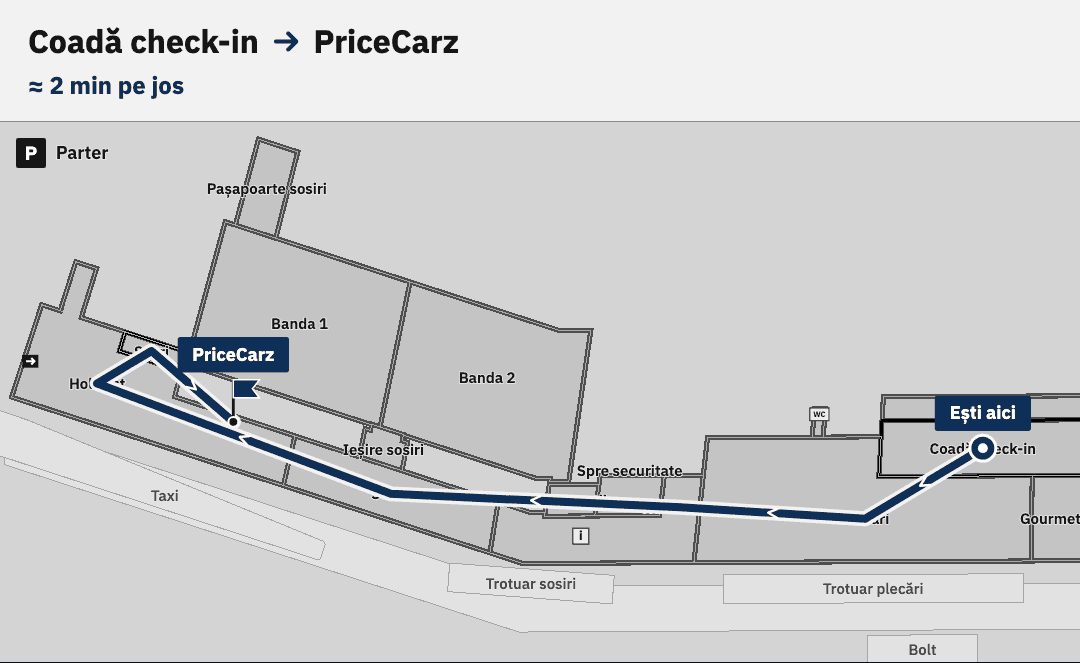 Coadă check-in → PriceCarz
≈ 2 min pe jos
P Parter
Pașapoarte sosiri
Banda 1
PriceCarz
Banda 2
Ești aici
wc
Ieșire sosiri
Spre securitate
Taxi
i
Gourmet
Trotuar sosiri
Trotuar plecări
Bolt